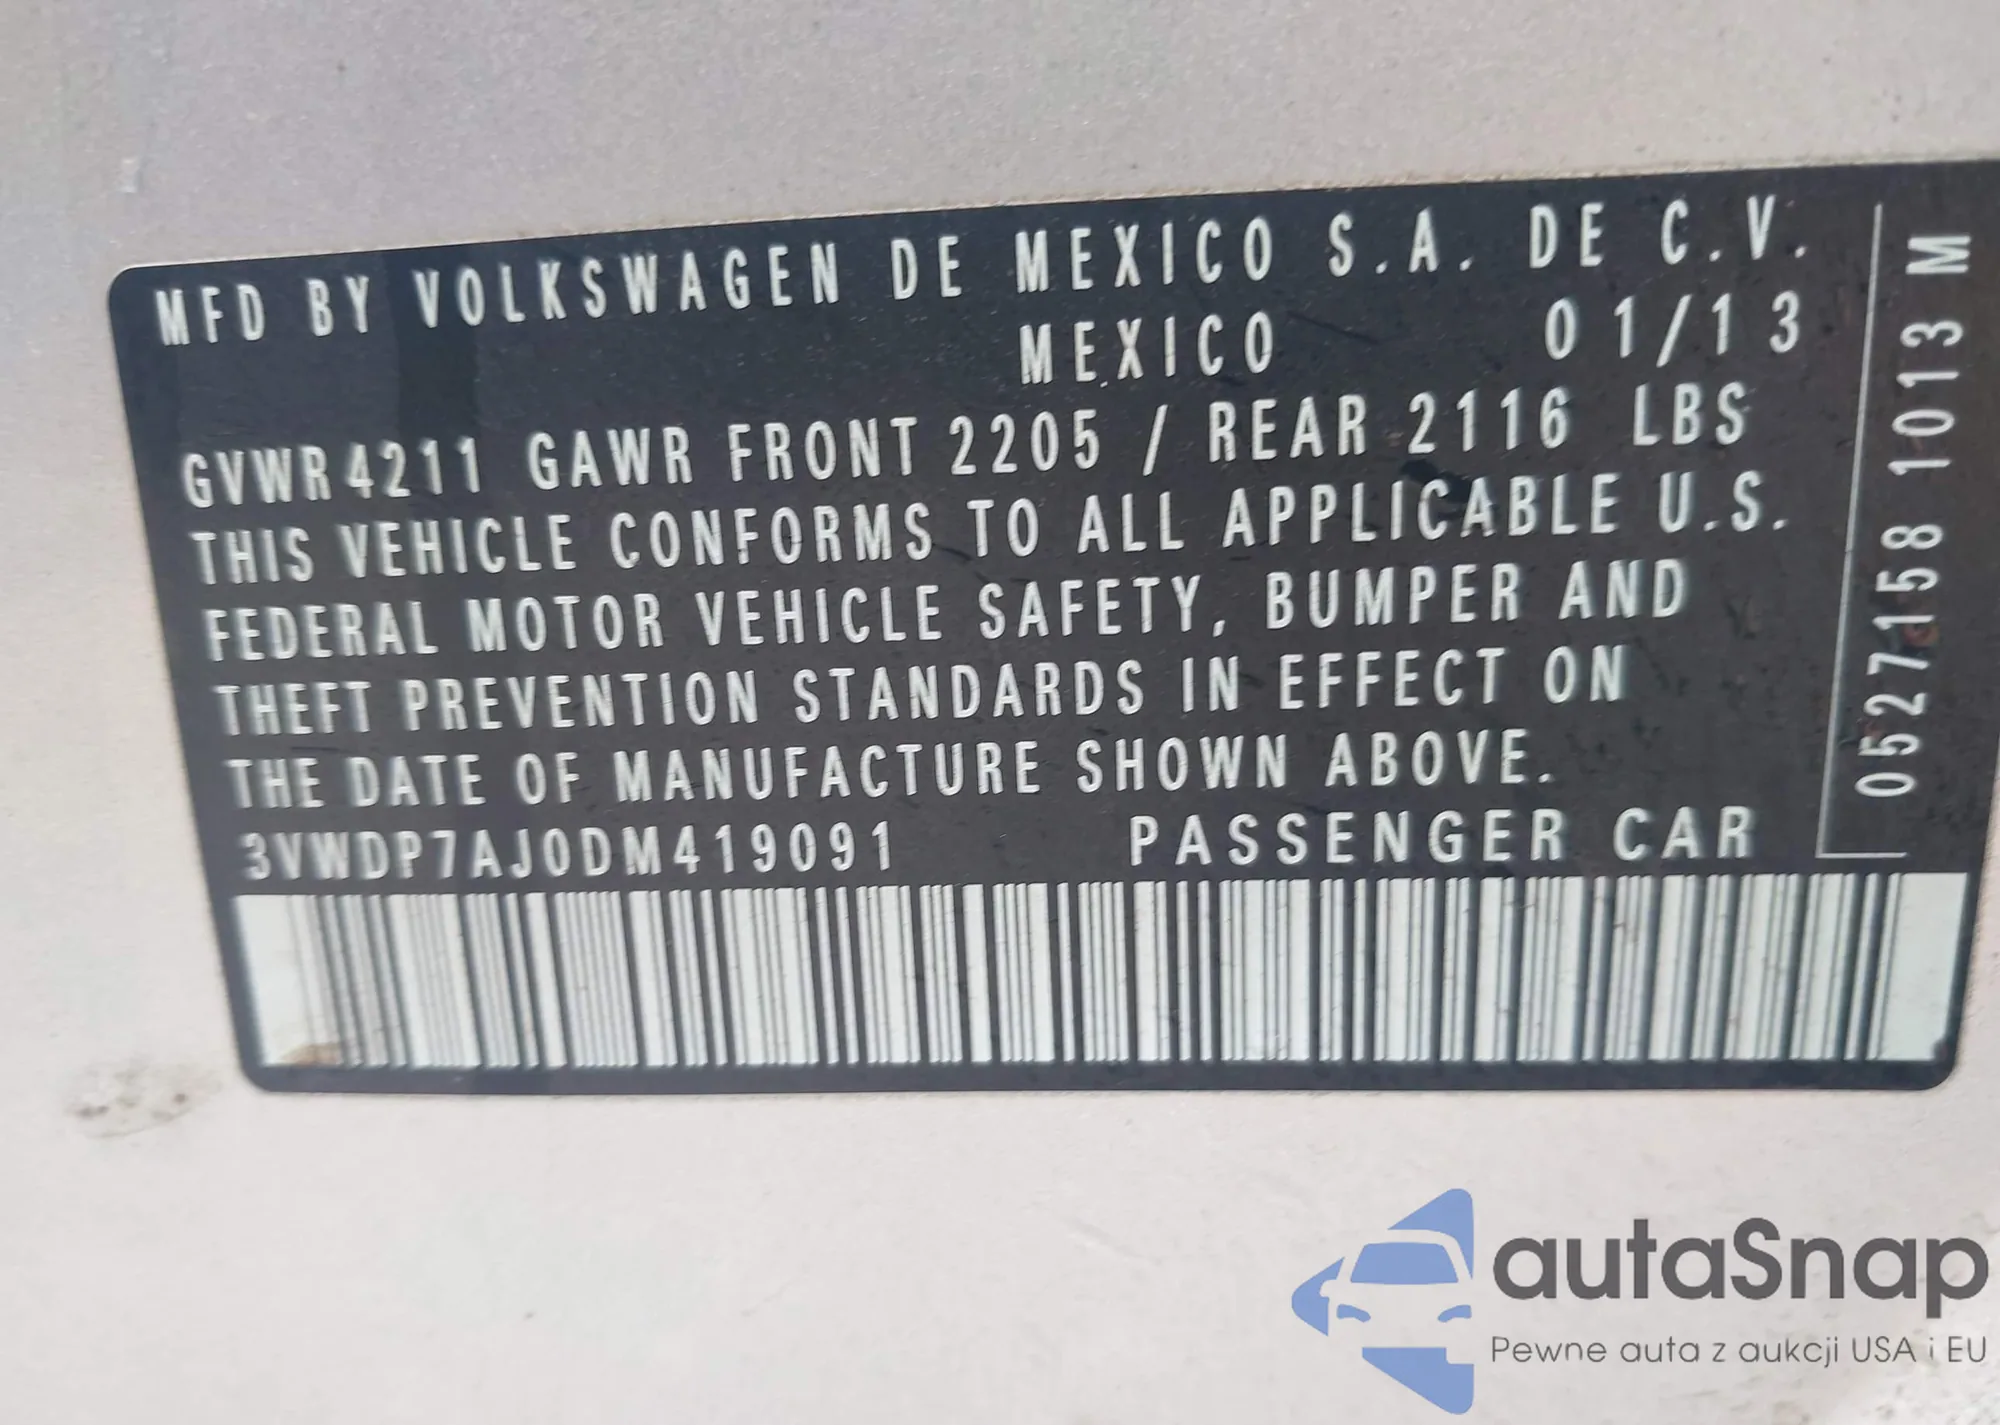 MFD BY VOLKSWAGEN DE MEXICO S.A. DE C.V.
MEXICO 01/13
GVWR 4211 GAWR FRONT 2205 / REAR 2116 LBS
THIS VEHICLE CONFORMS TO ALL APPLICABLE U.S.
FEDERAL MOTOR VEHICLE SAFETY, BUMPER AND
THEFT PREVENTION STANDARDS IN EFFECT ON
THE DATE OF MANUFACTURE SHOWN ABOVE.
3VWDP7AJ0DM419091 PASSENGER CAR
0527158 1013 M
autaSnap
Pewne auta z aukcji USA i EU